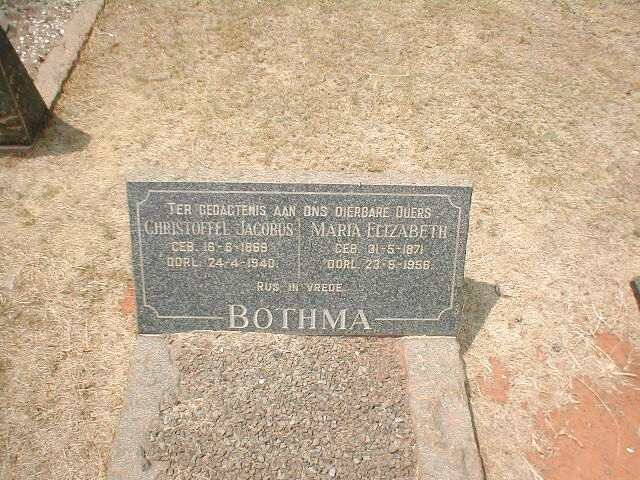 TER GEDAGTENIS AAN ONS DIERBARE OUERS
CHRISTOFFEL JACOBUS
GEB. 16-6-1869
OORL. 24-4-1940.
MARIA ELIZABETH
GEB. 31-5-1871
OORL. 23-5-1956.
RUS IN VREDE.
BOTHMA